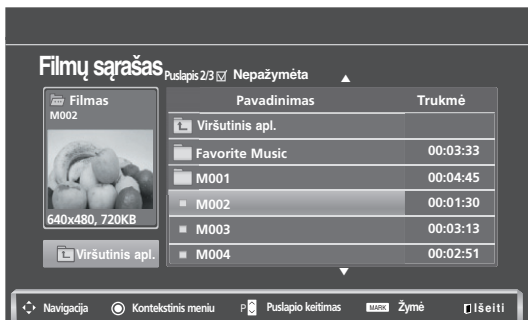 Filmų sąrašas Puslapis 2/3 Nepažymėta
Filmas
M002
640x480, 720KB
Viršutinis apl.
Pavadinimas Trukmė
Viršutinis apl.
Favorite Music 00:03:33
M001 00:04:45
M002 00:01:30
M003 00:03:13
M004 00:02:51
Navigacija Kontekstinis meniu P Puslapio keitimas MARK Žymė Išeiti